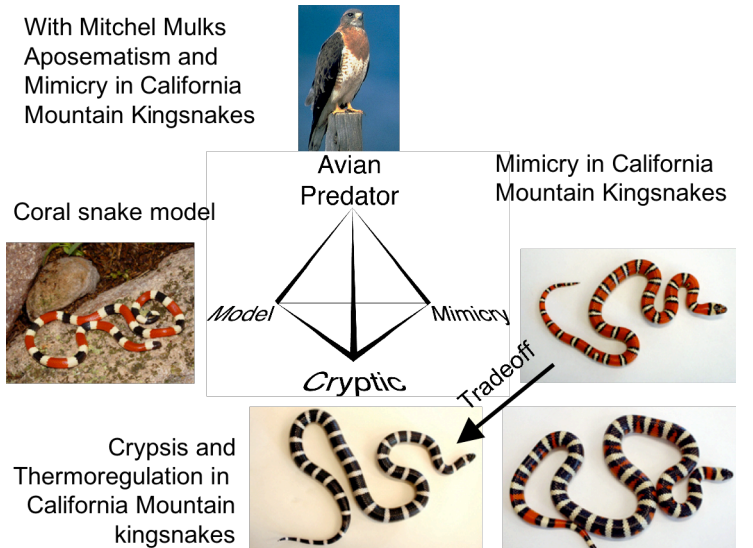 With Mitchel Mulks
Aposematism and
Mimicry in California
Mountain Kingsnakes
Avian
Predator
Mimicry in California
Mountain Kingsnakes
Coral snake model
Model
Mimicry
Cryptic
Tradeoff
Crypsis and
Thermoregulation in
California Mountain
kingsnakes